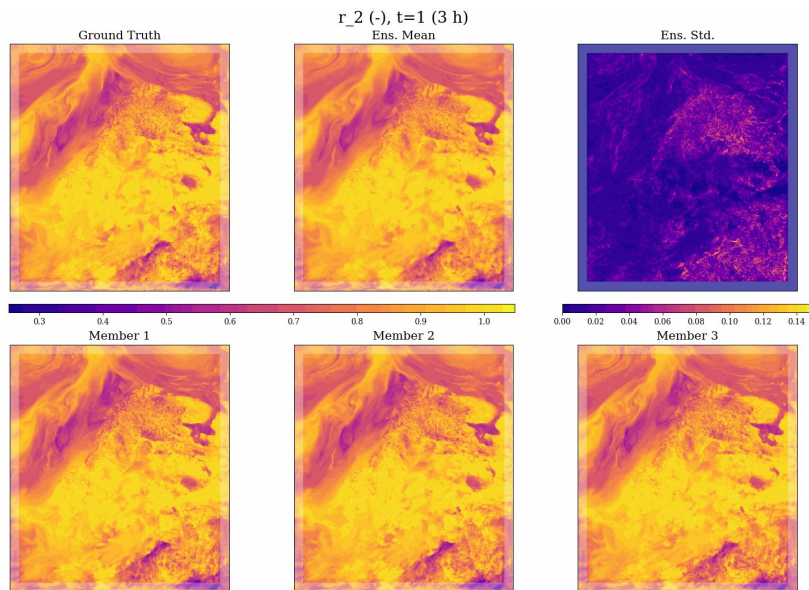 r_2 (-), t=1 (3 h)
Ground Truth
Ens. Mean
Ens. Std.
0.3 0.4 0.5 0.6 0.7 0.8 0.9 1.0
0.00 0.02 0.04 0.06 0.08 0.10 0.12 0.14
Member 1
Member 2
Member 3